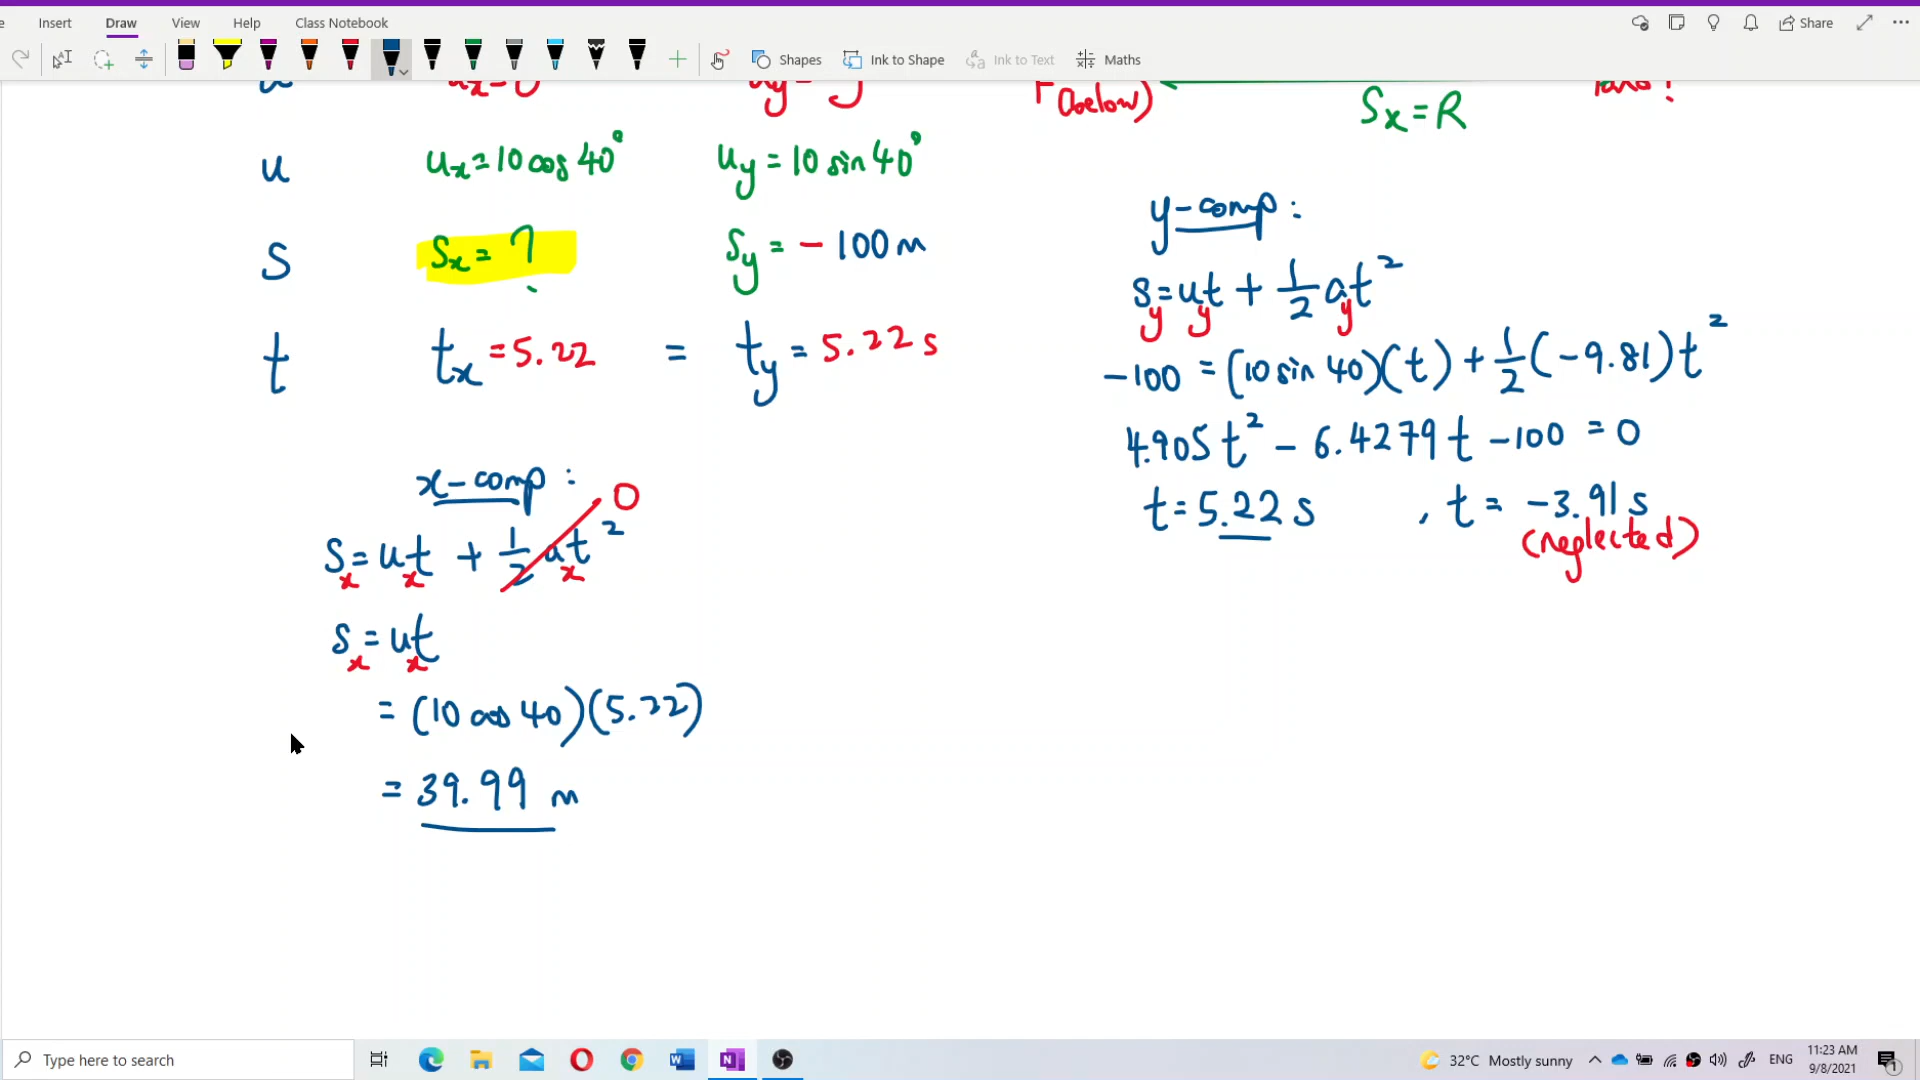 Insert Draw View Help Class Notebook Share
Shapes Ink to Shape Ink to Text Maths
(below)
Sx = R
u ux = 10 cos 40° uy = 10 sin 40°
S Sx = ? Sy = - 100 m
t tx = 5.22 = ty = 5.22 s
x-comp :
0
Sx = uxt + 1/2 axt²
Sx = uxt
= (10 cos 40)(5.22)
= 39.99 m
y-comp :
sy = uyt + 1/2 ayt²
-100 = (10 sin 40)(t) + 1/2 (-9.81) t²
4.905 t² - 6.4279 t - 100 = 0
t = 5.22 s , t = -3.91 s
(neglected)
Type here to search
32°C Mostly sunny ENG 11:23 AM
9/8/2021